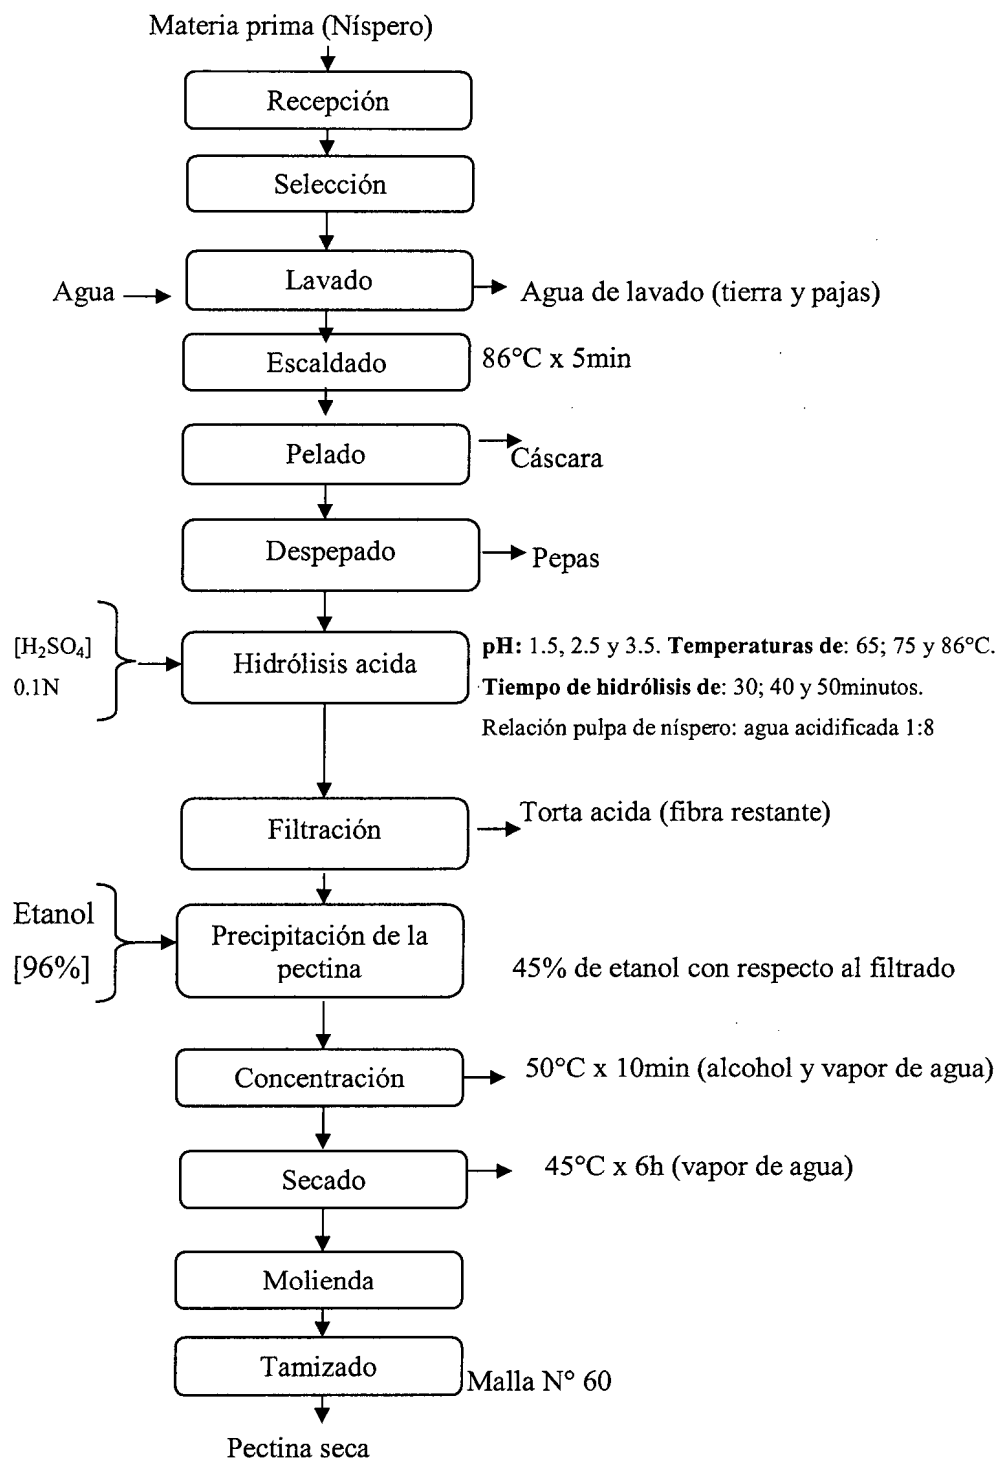 Materia prima (Níspero)
Recepción
Selección
Agua
Lavado
Agua de lavado (tierra y pajas)
Escaldado
86°C x 5min
Pelado
Cáscara
Despepado
Pepas
[H₂SO₄]
0.1N
Hidrólisis acida
pH: 1.5, 2.5 y 3.5. Temperaturas de: 65; 75 y 86°C.
Tiempo de hidrólisis de: 30; 40 y 50minutos.
Relación pulpa de níspero: agua acidificada 1:8
Filtración
Torta acida (fibra restante)
Etanol
[96%]
Precipitación de la
pectina
45% de etanol con respecto al filtrado
Concentración
50°C x 10min (alcohol y vapor de agua)
Secado
45°C x 6h (vapor de agua)
Molienda
Tamizado
Malla N° 60
Pectina seca